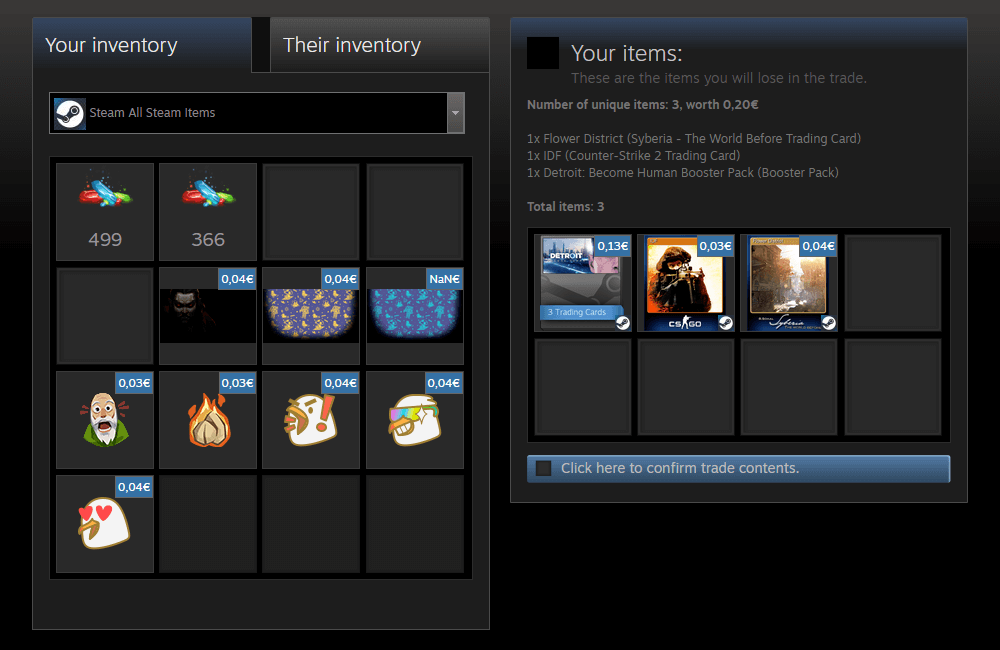 Your inventory
Their inventory
Steam All Steam Items
499
366
0,04€
0,04€
NaN€
0,03€
0,03€
0,04€
0,04€
0,04€
Your items:
These are the items you will lose in the trade.
Number of unique items: 3, worth 0,20€
1x Flower District (Syberia - The World Before Trading Card)
1x IDF (Counter-Strike 2 Trading Card)
1x Detroit: Become Human Booster Pack (Booster Pack)
Total items: 3
0,13€
DETROIT
3 Trading Cards
IDF
0,03€
CS GO
0,04€
Syberia
Click here to confirm trade contents.